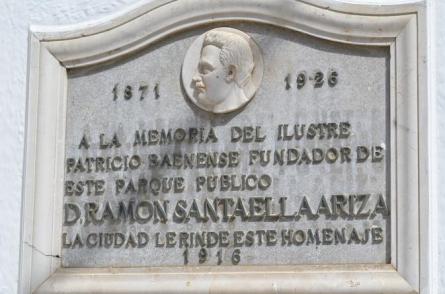 1871 1926
A LA MEMORIA DEL ILUSTRE
PATRICIO BAENENSE FUNDADOR DE
ESTE PARQUE PUBLICO
D. RAMON SANTAELLA ARIZA
LA CIUDAD LE RINDE ESTE HOMENAJE
1916